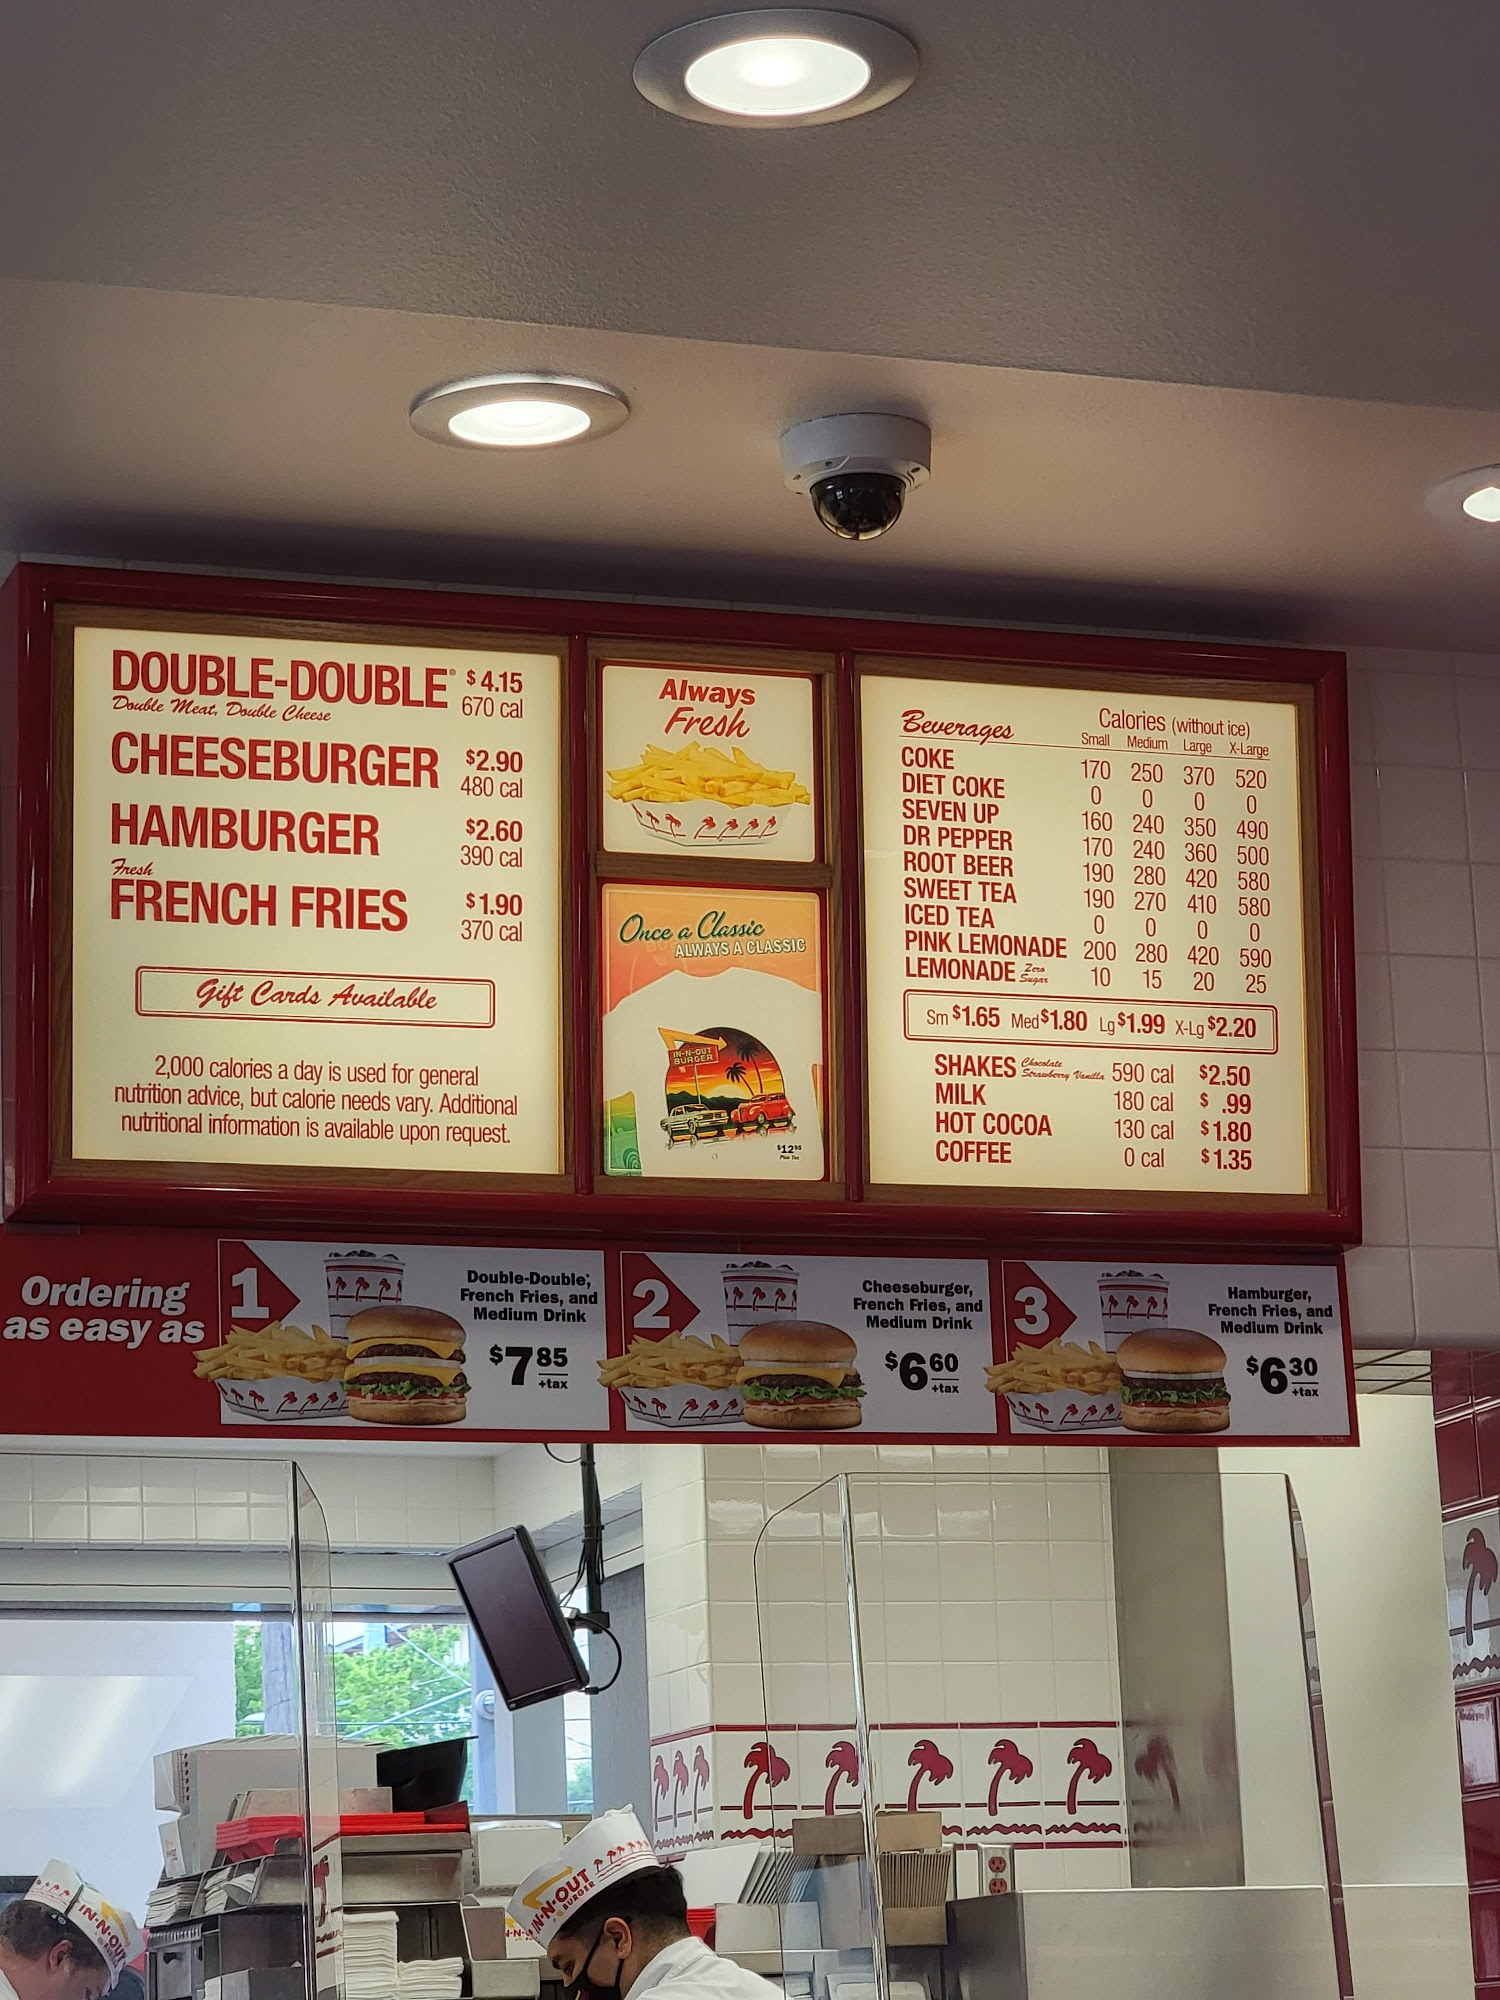 DOUBLE-DOUBLE® $4.15
Double Meat, Double Cheese 670 cal
CHEESEBURGER $2.90
480 cal
HAMBURGER $2.60
390 cal
Fresh
FRENCH FRIES $1.90
370 cal
Gift Cards Available
2,000 calories a day is used for general
nutrition advice, but calorie needs vary. Additional
nutritional information is available upon request.
Always
Fresh
Once a Classic
ALWAYS A CLASSIC
IN-N-OUT
BURGER
$12.95
Plus Tax
Beverages Calories (without ice)
Small Medium Large X-Large
COKE 170 250 370 520
DIET COKE 0 0 0 0
SEVEN UP 160 240 350 490
DR PEPPER 170 240 360 500
ROOT BEER 190 280 420 580
SWEET TEA 190 270 410 580
ICED TEA 0 0 0 0
PINK LEMONADE 200 280 420 590
LEMONADE Zero Sugar 10 15 20 25
Sm $1.65 Med $1.80 Lg $1.99 X-Lg $2.20
SHAKES Chocolate Strawberry Vanilla 590 cal $2.50
MILK 180 cal $ .99
HOT COCOA 130 cal $1.80
COFFEE 0 cal $1.35
Ordering
as easy as
1
Double-Double,®
French Fries, and
Medium Drink
$7 85
+tax
2
Cheeseburger,
French Fries, and
Medium Drink
$6 60
+tax
3
Hamburger,
French Fries, and
Medium Drink
$6 30
+tax
IN-N-OUT
BURGER
IN-N-OUT